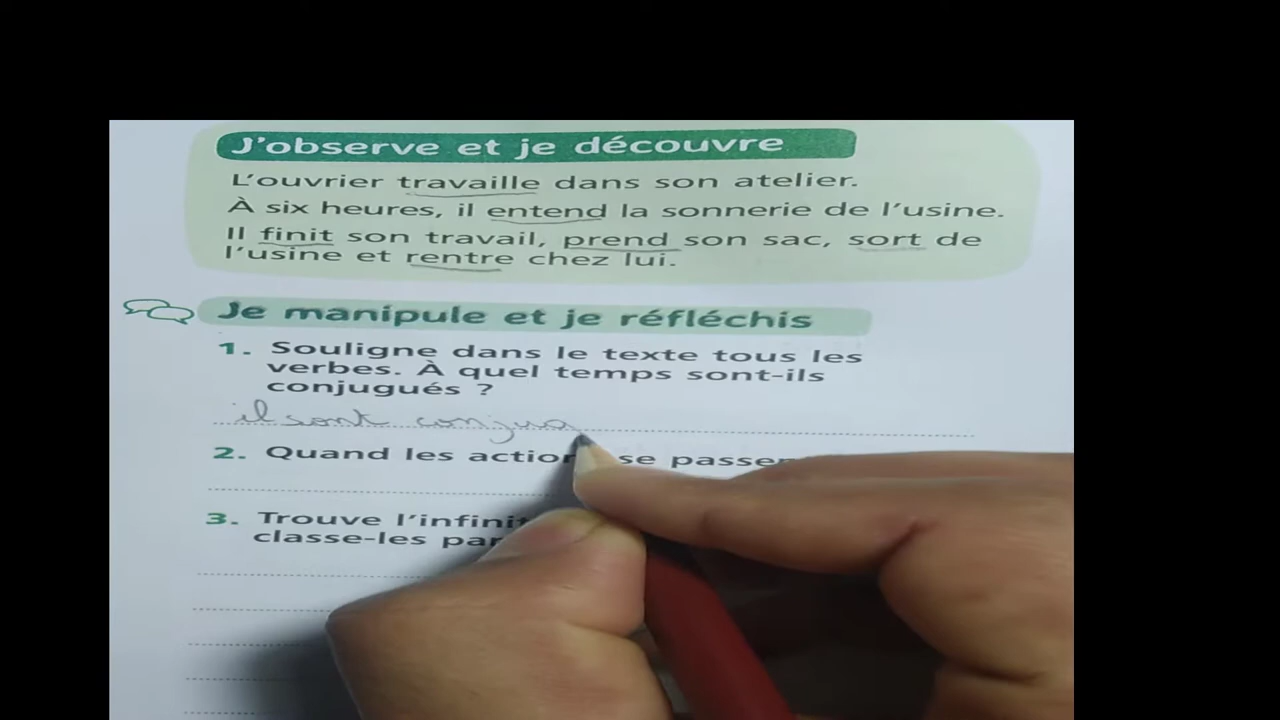 J'observe et je découvre
L'ouvrier travaille dans son atelier.
À six heures, il entend la sonnerie de l'usine.
Il finit son travail, prend son sac, sort de
l'usine et rentre chez lui.
Je manipule et je réfléchis
1. Souligne dans le texte tous les
verbes. À quel temps sont-ils
conjugués ?
il sont conjug
2. Quand les action se passen
3. Trouve l'infinit
classe-les par